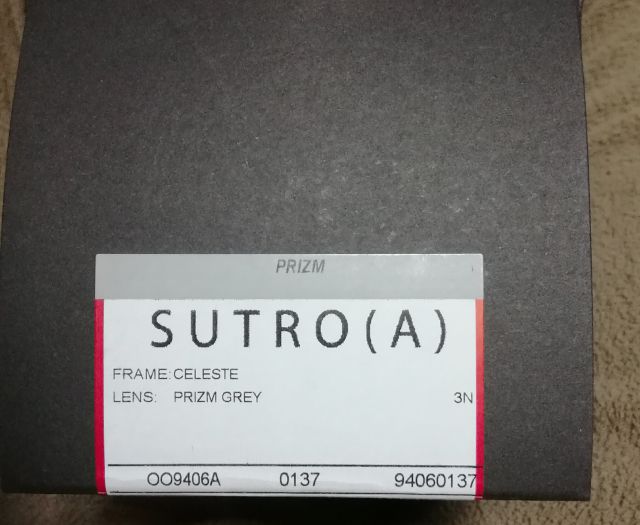 PRIZM
SUTRO(A)
FRAME: CELESTE
LENS: PRIZM GREY 3N
OO9406A 0137 94060137